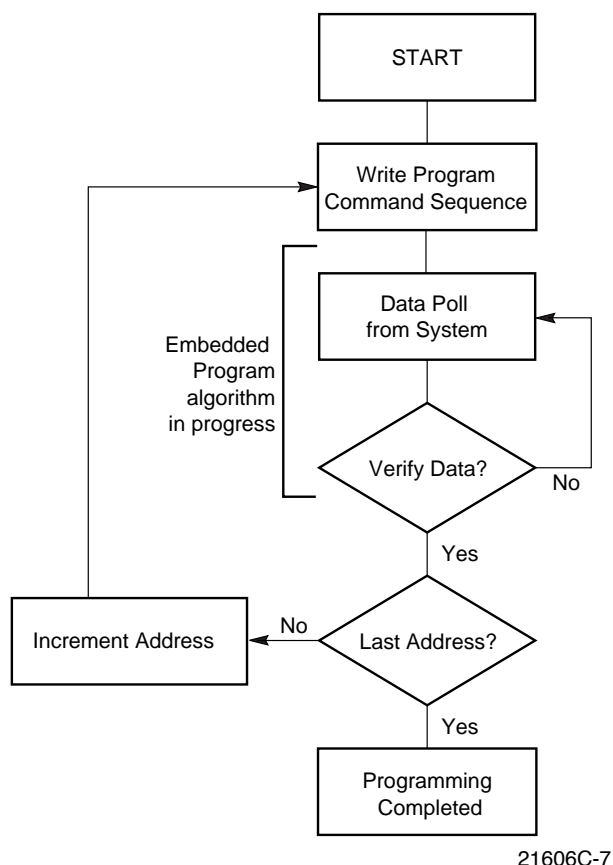 START
Write Program
Command Sequence
Data Poll
from System
Embedded
Program
algorithm
in progress
Verify Data?
No
Yes
Last Address?
No
Increment Address
Yes
Programming
Completed
21606C-7